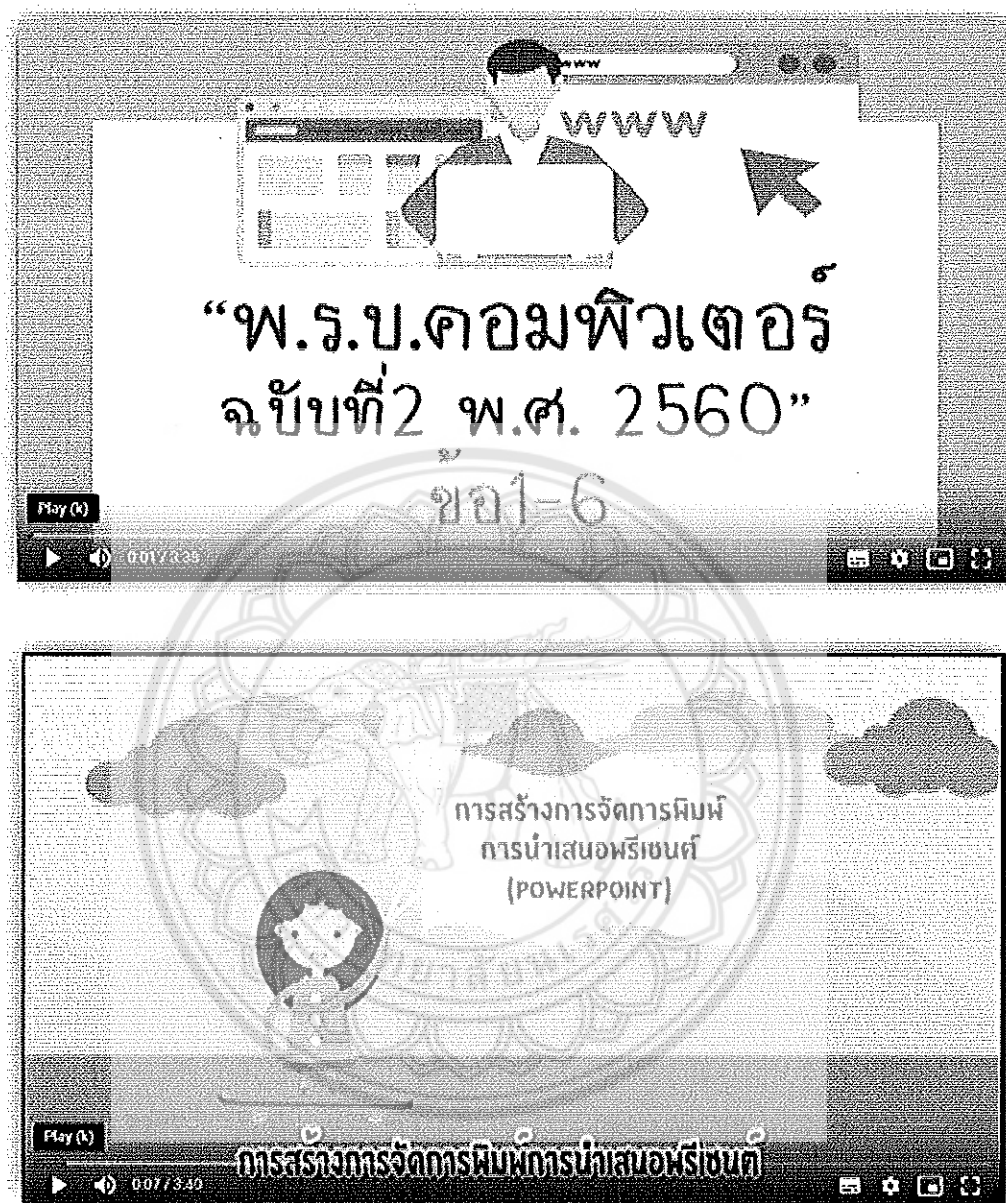 www
www
“พ.ร.บ.คอมพิวเตอร์
ฉบับที่2 พ.ศ. 2560”
ข้อ1-6
Play (k)
0:01 / 3:35
การสร้างการจัดการพิมพ์
การนำเสนอพรีเซนต์
(POWERPOINT)
Play (k)
การสร้างการจัดการพิมพ์การนำเสนอพรีเซนต์
0:07 / 3:40